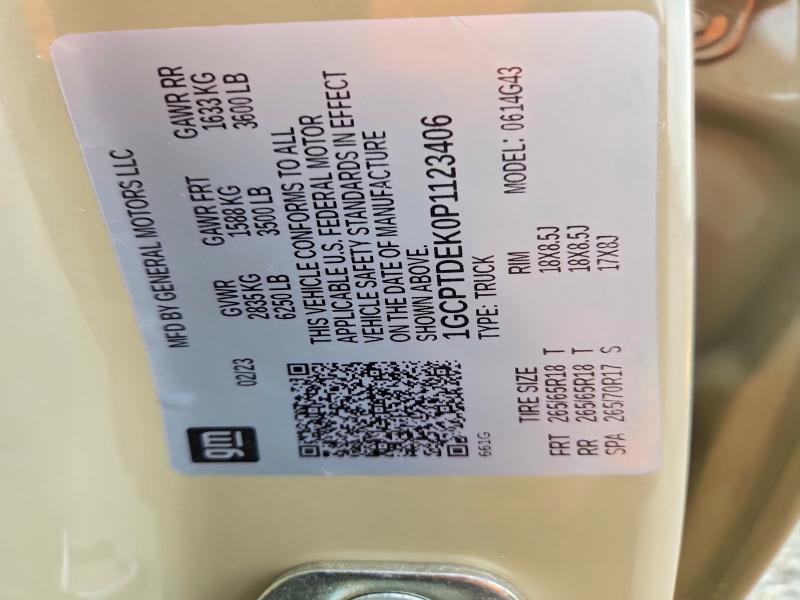 gm
MFD BY GENERAL MOTORS LLC
02/23
GVWR GAWR FRT GAWR RR
2835 KG 1588 KG 1633 KG
6250 LB 3500 LB 3600 LB
THIS VEHICLE CONFORMS TO ALL
APPLICABLE U.S. FEDERAL MOTOR
VEHICLE SAFETY STANDARDS IN EFFECT
ON THE DATE OF MANUFACTURE
SHOWN ABOVE.
1GCPTDEK0P1123406
661G
TYPE: TRUCK MODEL: 0614G43
TIRE SIZE RIM
FRT 265/65R18 T 18X8.5J
RR 265/65R18 T 18X8.5J
SPA 265/70R17 S 17X8J